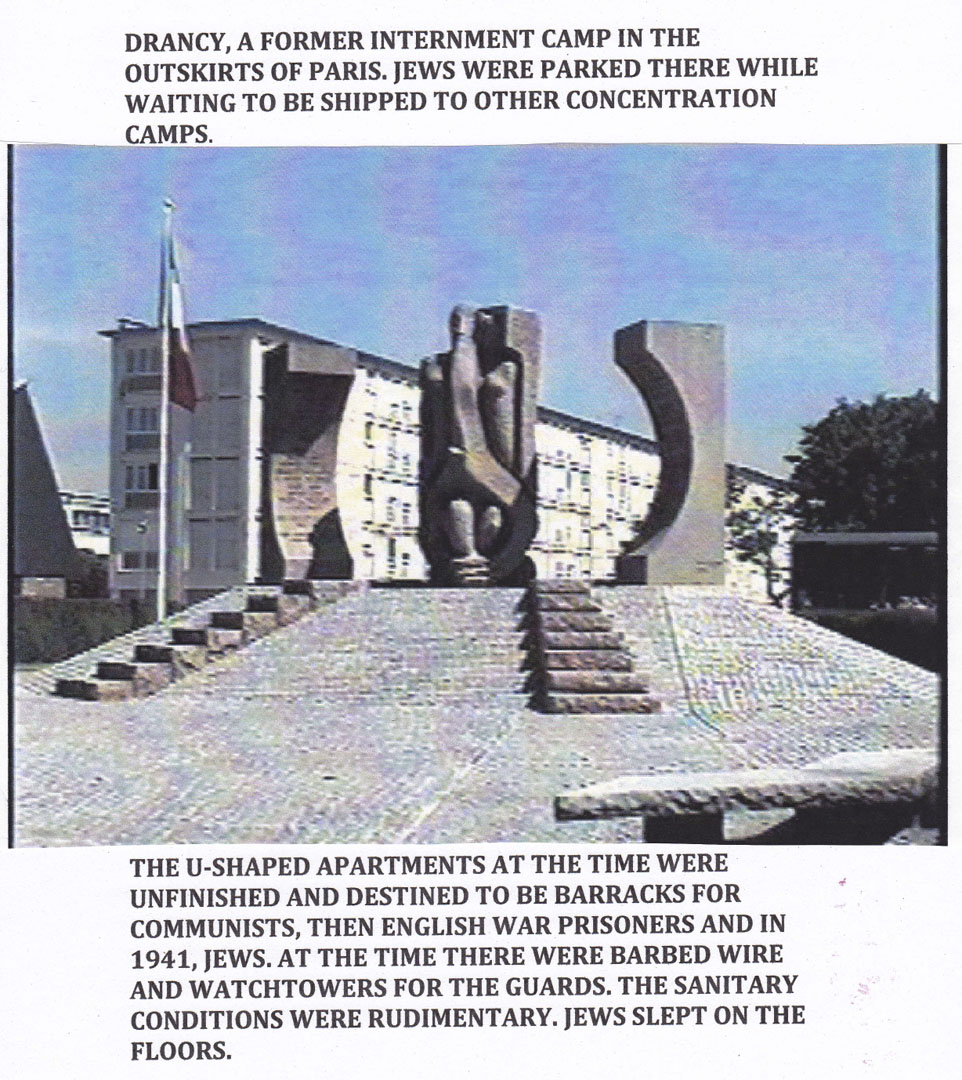 DRANCY, A FORMER INTERNMENT CAMP IN THE
OUTSKIRTS OF PARIS. JEWS WERE PARKED THERE WHILE
WAITING TO BE SHIPPED TO OTHER CONCENTRATION
CAMPS.
THE U-SHAPED APARTMENTS AT THE TIME WERE
UNFINISHED AND DESTINED TO BE BARRACKS FOR
COMMUNISTS, THEN ENGLISH WAR PRISONERS AND IN
1941, JEWS. AT THE TIME THERE WERE BARBED WIRE
AND WATCHTOWERS FOR THE GUARDS. THE SANITARY
CONDITIONS WERE RUDIMENTARY. JEWS SLEPT ON THE
FLOORS.